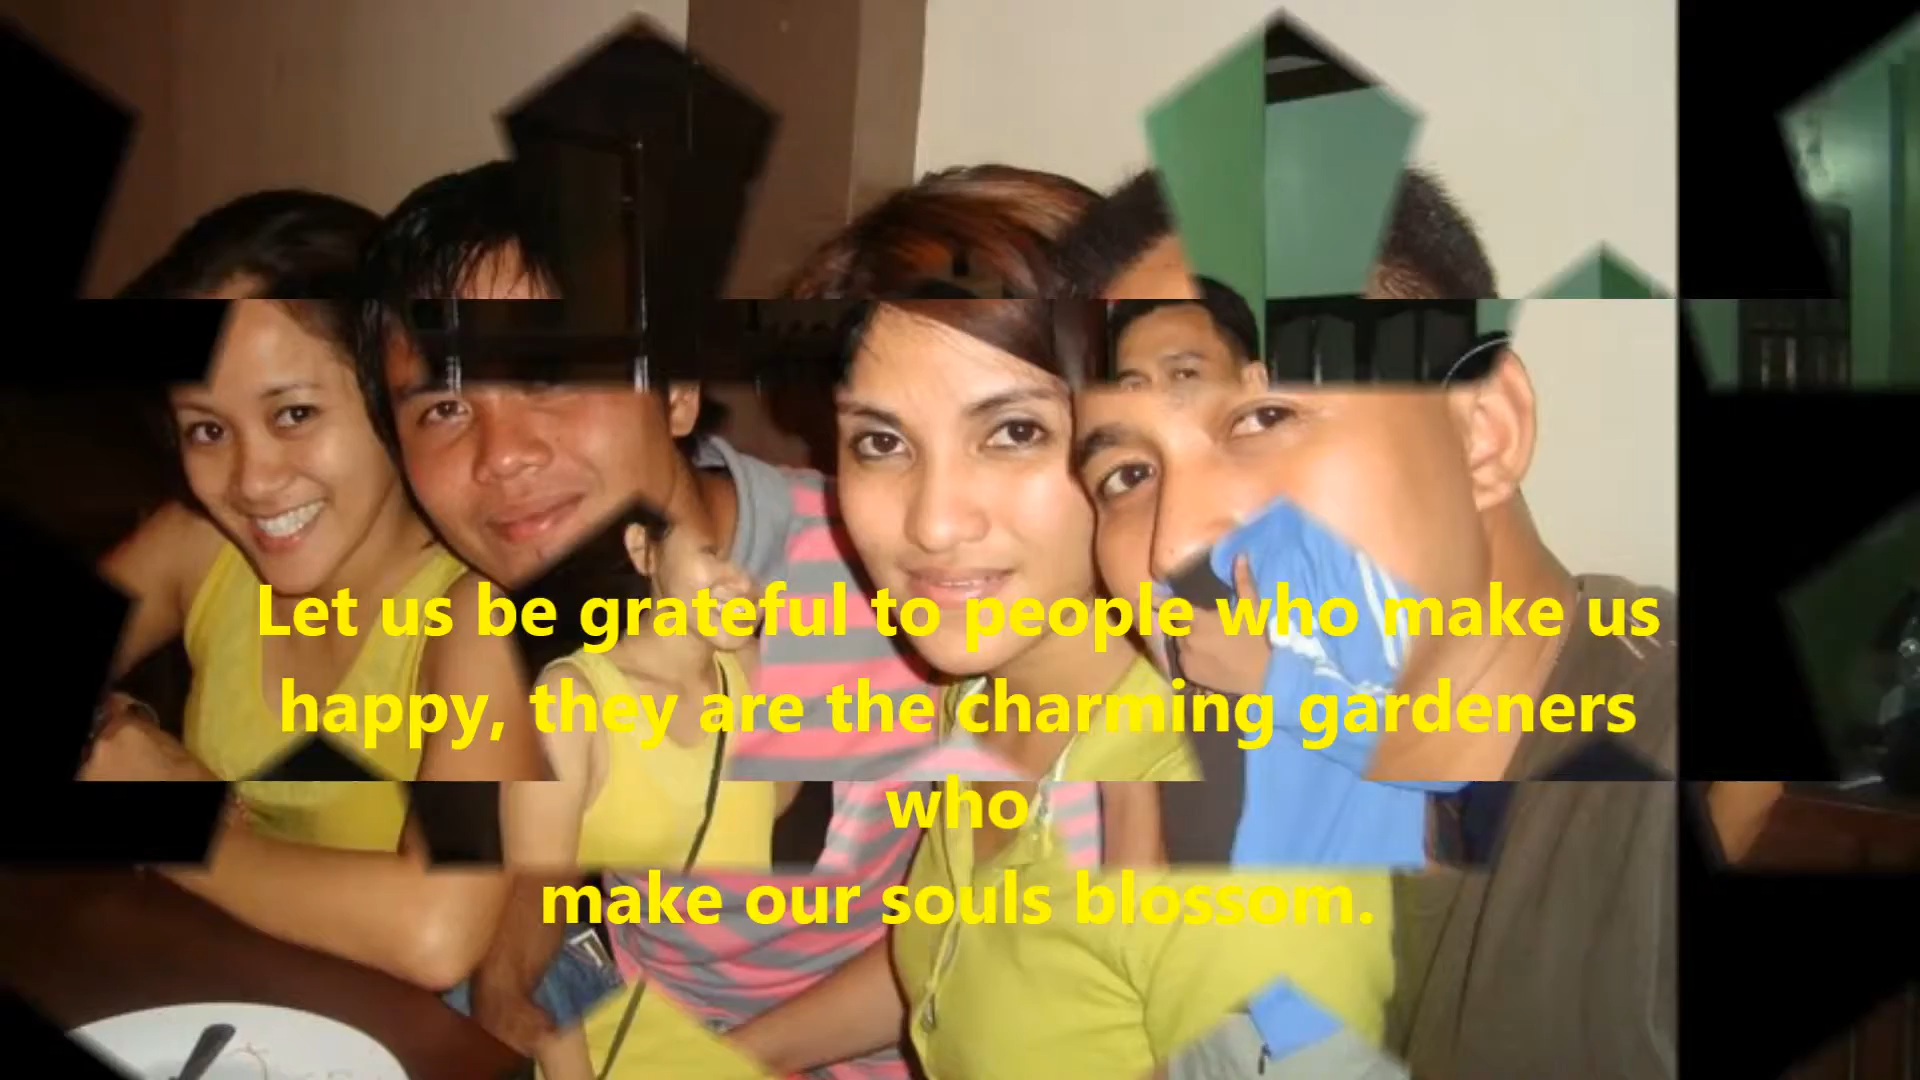 Let us be grateful to people who make us
happy, they are the charming gardeners
who
make our souls blossom.